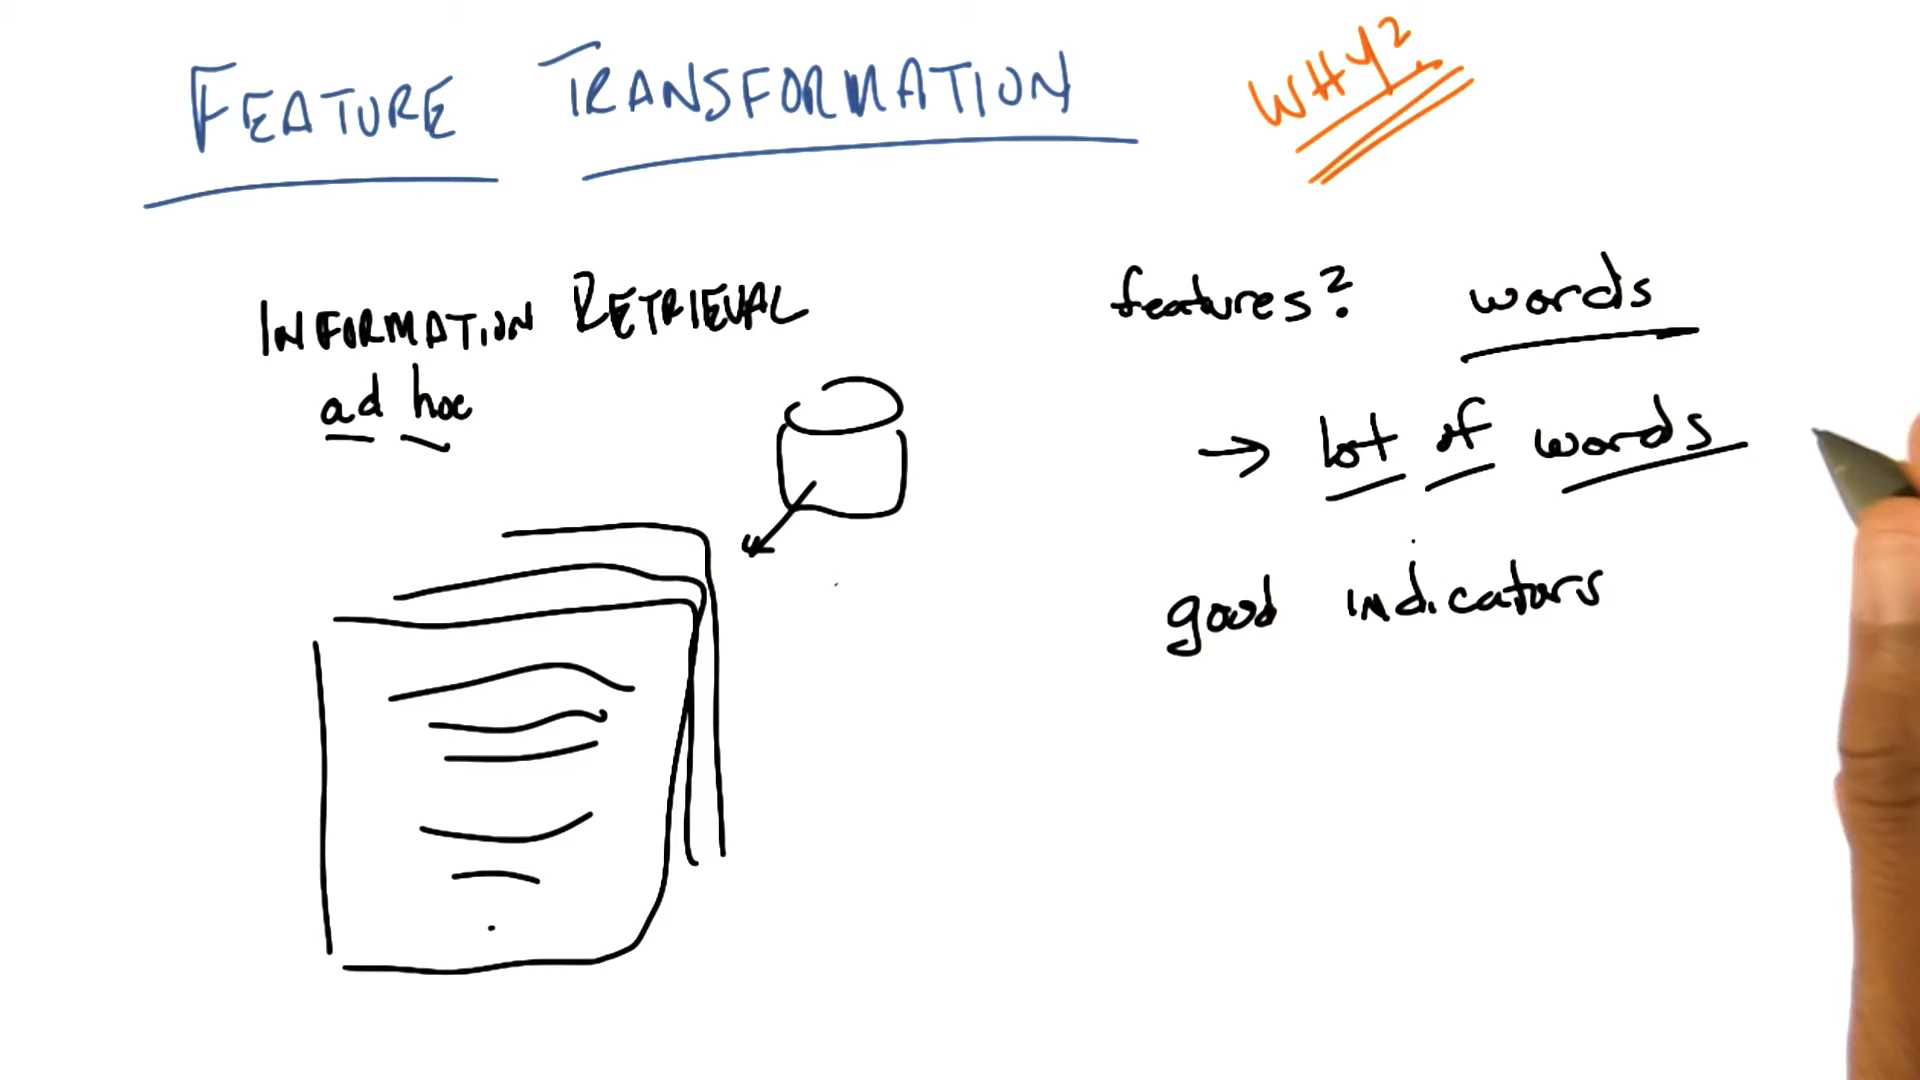 FEATURE TRANSFORMATION WHY?
INFORMATION RETRIEVAL
ad hoc
features? words
→ lot of words
good indicators